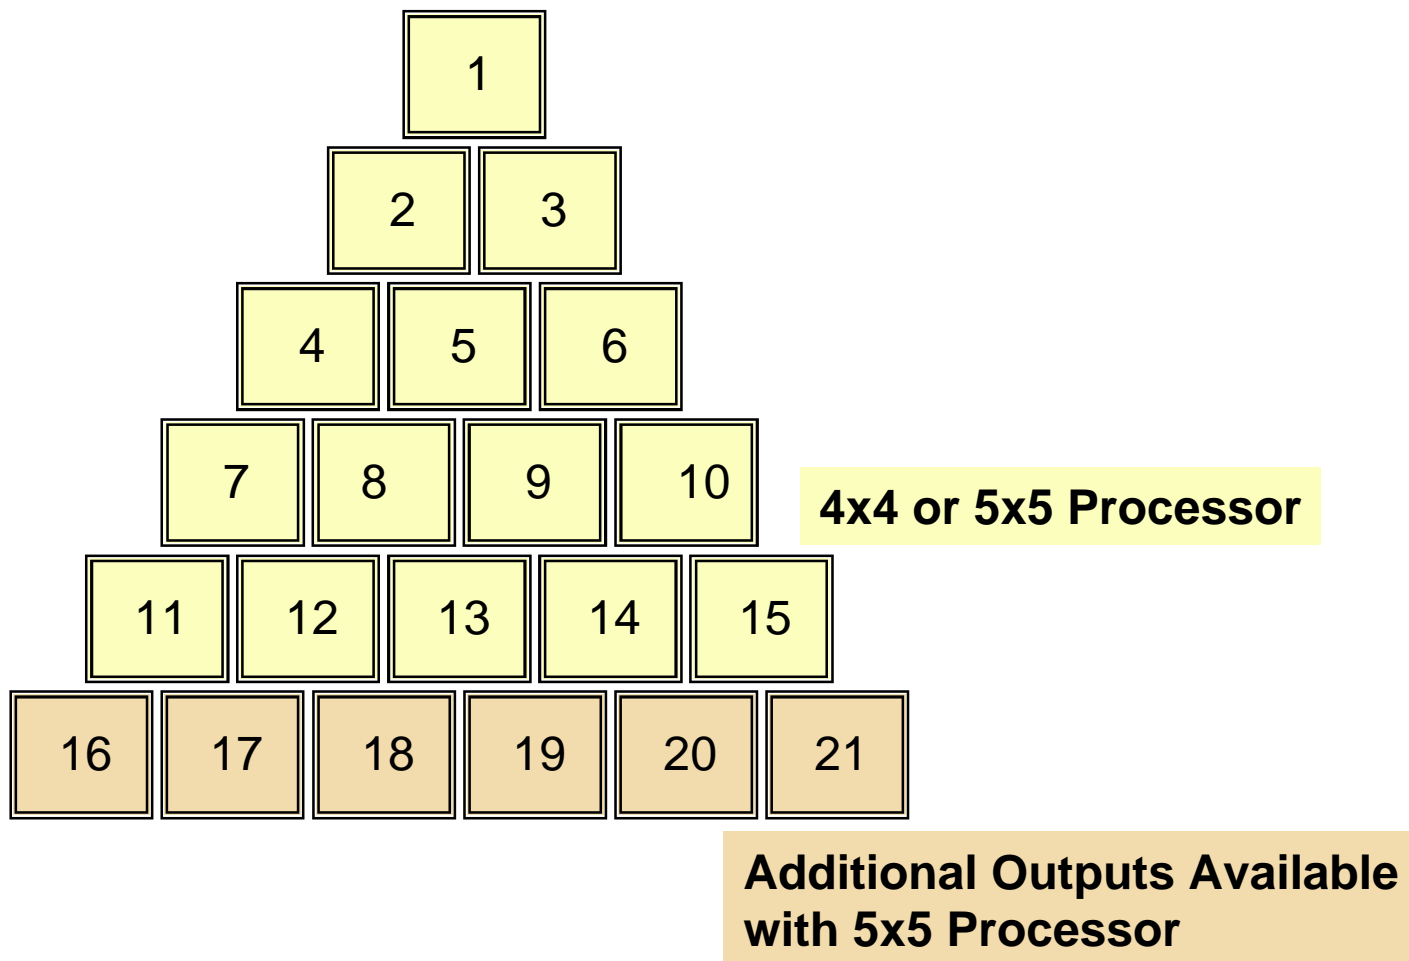 1
2 3
4 5 6
7 8 9 10
4x4 or 5x5 Processor
11 12 13 14 15
16 17 18 19 20 21
Additional Outputs Available
with 5x5 Processor